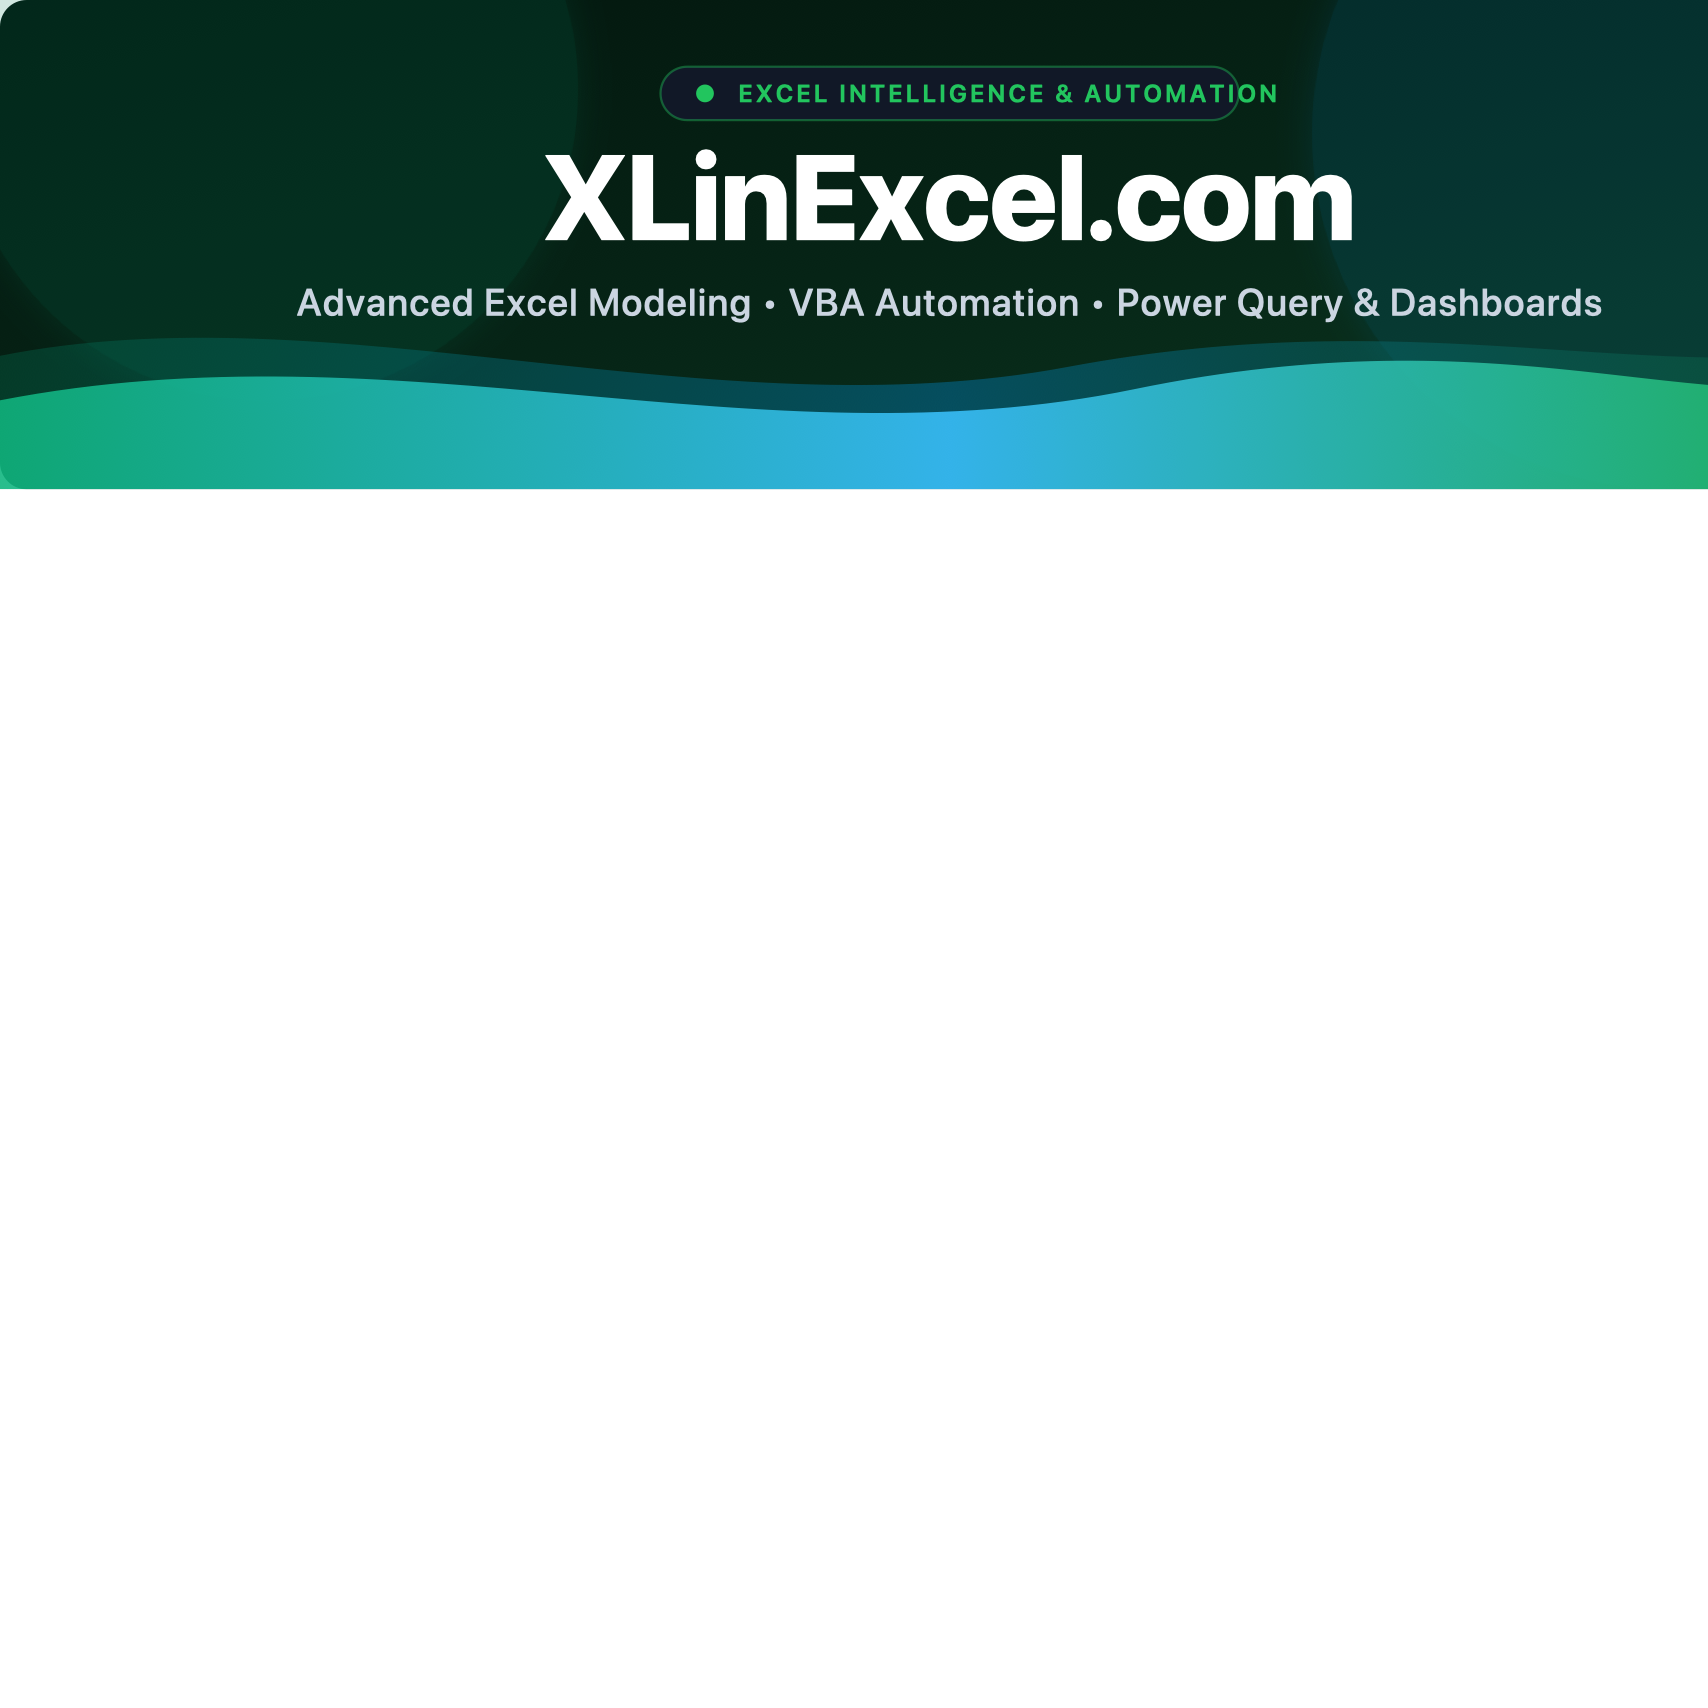 EXCEL INTELLIGENCE & AUTOMATION
XLinExcel.com
Advanced Excel Modeling • VBA Automation • Power Query & Dashboards